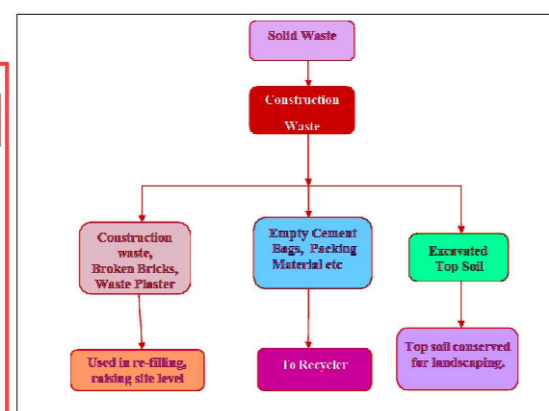 Solid Waste
Construction
Waste
Construction
waste,
Broken Bricks,
Waste Plaster
Empty Cement
Bags, Packing
Material etc
Excavated
Top Soil
Used in re-filling,
raising site level
To Recycler
Top soil conserved
for landscaping.